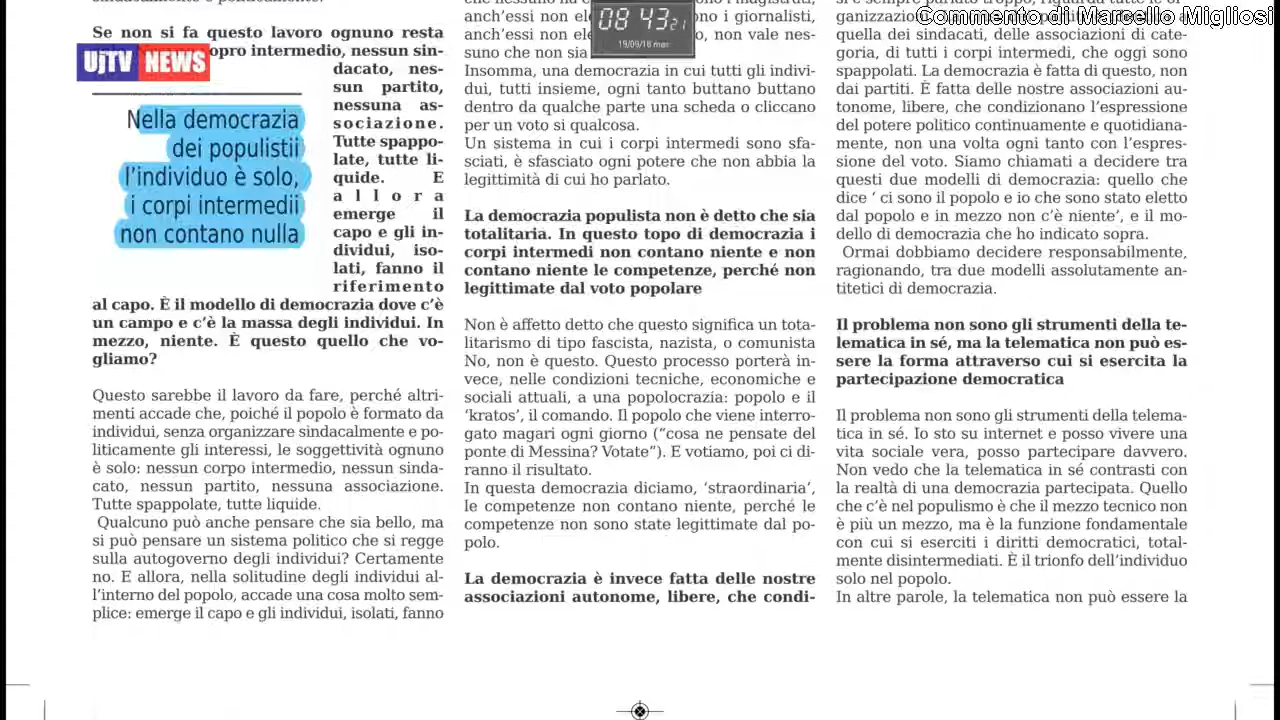 Commento di Marcello Migliosi
UjTV NEWS
08 43 21
19/09/18 mer
Se non si fa questo lavoro ognuno resta
opro intermedio, nessun sin-
dacato, nes-
sun partito,
nessuna as-
sociazione.
Tutte spappo-
late, tutte li-
quide. E
allora
emerge il
capo e gli in-
dividui, iso-
lati, fanno il
riferimento
al capo. È il modello di democrazia dove c’è
un campo e c’è la massa degli individui. In
mezzo, niente. È questo quello che vo-
gliamo?
Nella democrazia
dei populistii
l’individuo è solo,
i corpi intermedii
non contano nulla
Questo sarebbe il lavoro da fare, perché altri-
menti accade che, poiché il popolo è formato da
individui, senza organizzare sindacalmente e po-
liticamente gli interessi, le soggettività ognuno
è solo: nessun corpo intermedio, nessun sinda-
cato, nessun partito, nessuna associazione.
Tutte spappolate, tutte liquide.
Qualcuno può anche pensare che sia bello, ma
si può pensare un sistema politico che si regge
sulla autogoverno degli individui? Certamente
no. E allora, nella solitudine degli individui al-
l’interno del popolo, accade una cosa molto sem-
plice: emerge il capo e gli individui, isolati, fanno
anch’essi non ele ono i giornalisti,
anch’essi non ele , non vale nes-
suno che non sia
Insomma, una democrazia in cui tutti gli indivi-
dui, tutti insieme, ogni tanto buttano buttano
dentro da qualche parte una scheda o cliccano
per un voto si qualcosa.
Un sistema in cui i corpi intermedi sono sfa-
sciati, è sfasciato ogni potere che non abbia la
legittimità di cui ho parlato.
La democrazia populista non è detto che sia
totalitaria. In questo topo di democrazia i
corpi intermedi non contano niente e non
contano niente le competenze, perché non
legittimate dal voto popolare
Non è affetto detto che questo significa un tota-
litarismo di tipo fascista, nazista, o comunista
No, non è questo. Questo processo porterà in-
vece, nelle condizioni tecniche, economiche e
sociali attuali, a una popolocrazia: popolo e il
‘kratos’, il comando. Il popolo che viene interro-
gato magari ogni giorno (“cosa ne pensate del
ponte di Messina? Votate”). E votiamo, poi ci di-
ranno il risultato.
In questa democrazia diciamo, ‘straordinaria’,
le competenze non contano niente, perché le
competenze non sono state legittimate dal po-
polo.
La democrazia è invece fatta delle nostre
associazioni autonome, libere, che condi-
ganizzazion
quella dei sindacati, delle associazioni di cate-
goria, di tutti i corpi intermedi, che oggi sono
spappolati. La democrazia è fatta di questo, non
dai partiti. È fatta delle nostre associazioni au-
tonome, libere, che condizionano l’espressione
del potere politico continuamente e quotidiana-
mente, non una volta ogni tanto con l’espres-
sione del voto. Siamo chiamati a decidere tra
questi due modelli di democrazia: quello che
dice ‘ ci sono il popolo e io che sono stato eletto
dal popolo e in mezzo non c’è niente’, e il mo-
dello di democrazia che ho indicato sopra.
Ormai dobbiamo decidere responsabilmente,
ragionando, tra due modelli assolutamente an-
titetici di democrazia.
Il problema non sono gli strumenti della te-
lematica in sé, ma la telematica non può es-
sere la forma attraverso cui si esercita la
partecipazione democratica
Il problema non sono gli strumenti della telema-
tica in sé. Io sto su internet e posso vivere una
vita sociale vera, posso partecipare davvero.
Non vedo che la telematica in sé contrasti con
la realtà di una democrazia partecipata. Quello
che c’è nel populismo è che il mezzo tecnico non
è più un mezzo, ma è la funzione fondamentale
con cui si eserciti i diritti democratici, total-
mente disintermediati. È il trionfo dell’individuo
solo nel popolo.
In altre parole, la telematica non può essere la